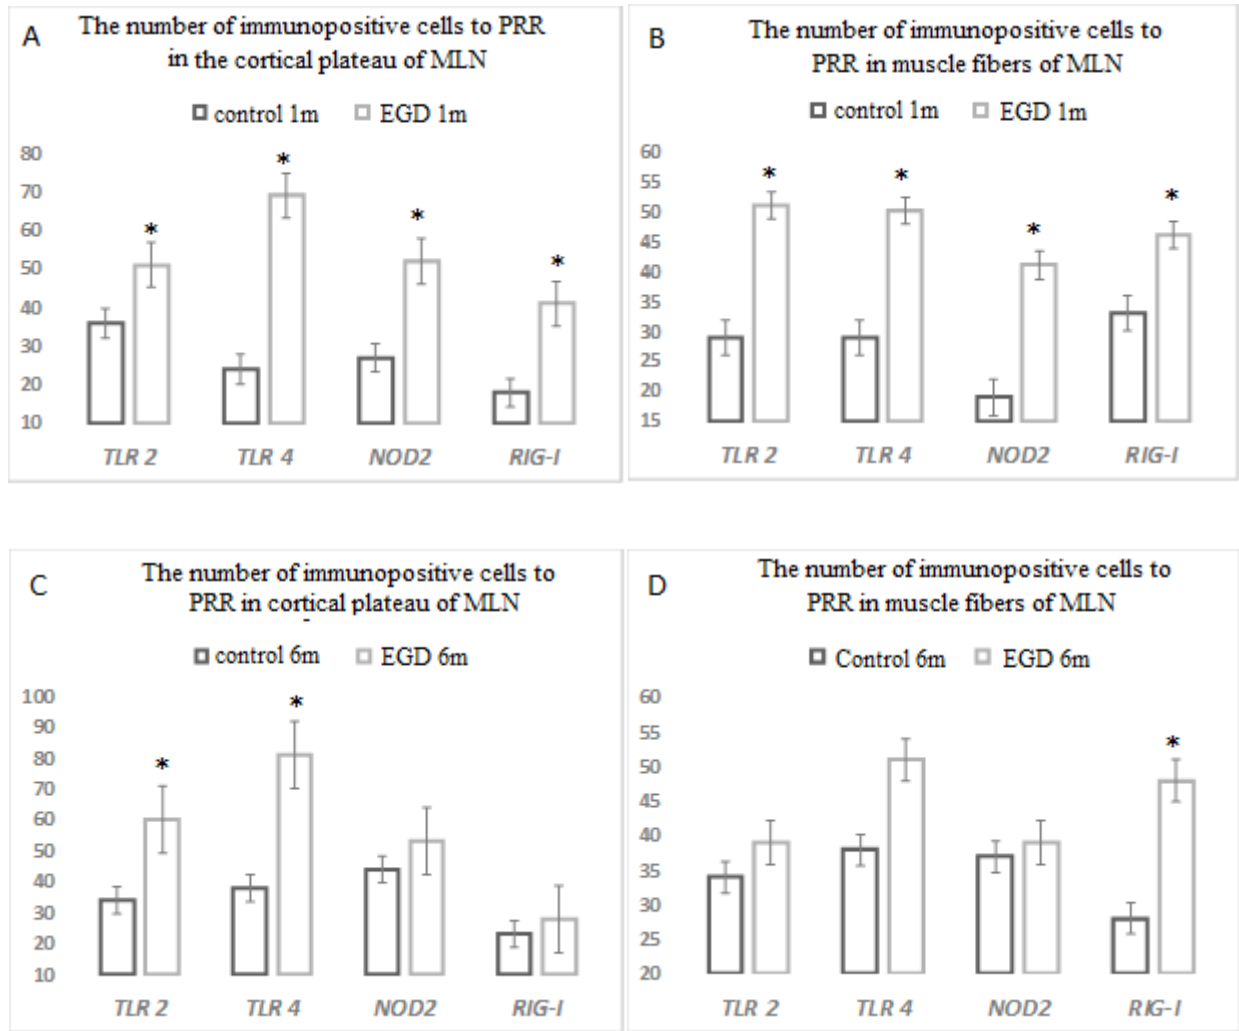 A
The number of immunopositive cells to PRR
in the cortical plateau of MLN
control 1m EGD 1m
80
70
60
50
40
30
20
10
* * * *
TLR 2 TLR 4 NOD2 RIG-I
B
The number of immunopositive cells to
PRR in muscle fibers of MLN
control 1m EGD 1m
60
55
50
45
40
35
30
25
20
15
* * * *
TLR 2 TLR 4 NOD2 RIG-I
C
The number of immunopositive cells to
PRR in cortical plateau of MLN
control 6m EGD 6m
100
90
80
70
60
50
40
30
20
10
* *
TLR 2 TLR 4 NOD2 RIG-I
D
The number of immunopositive cells to
PRR in muscle fibers of MLN
Control 6m EGD 6m
60
55
50
45
40
35
30
25
20
*
TLR 2 TLR 4 NOD2 RIG-I